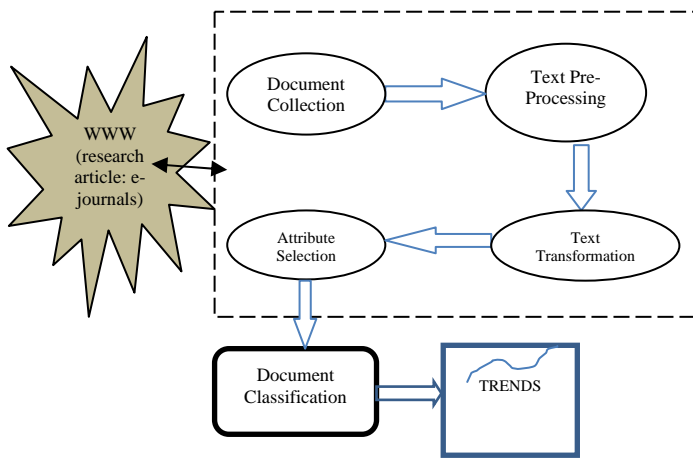 WWW
(research
article: e-
journals)
Document
Collection
Text Pre-
Processing
Attribute
Selection
Text
Transformation
Document
Classification
TRENDS